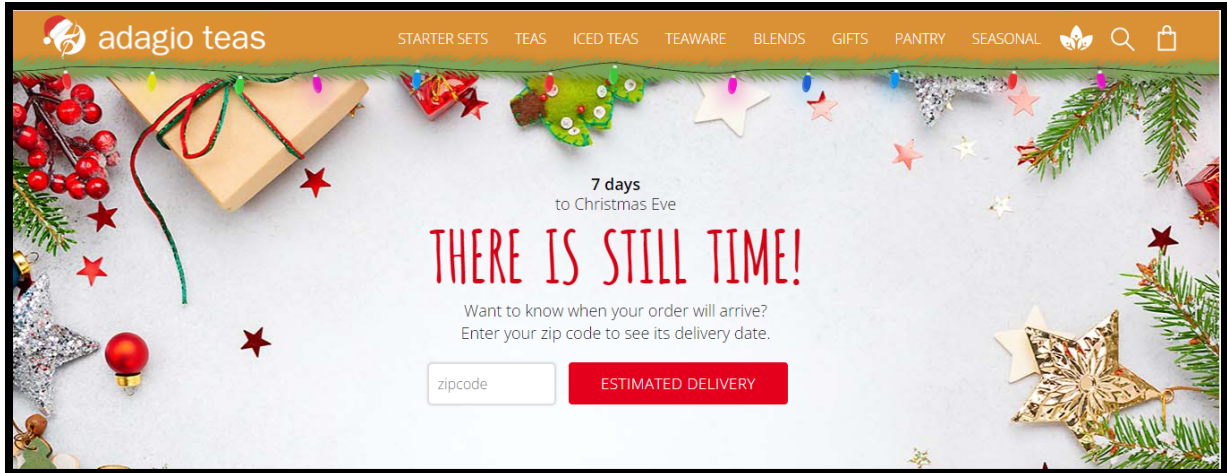 adagio teas
STARTER SETS TEAS ICED TEAS TEAWARE BLENDS GIFTS PANTRY SEASONAL
7 days
to Christmas Eve
THERE IS STILL TIME!
Want to know when your order will arrive?
Enter your zip code to see its delivery date.
zipcode ESTIMATED DELIVERY